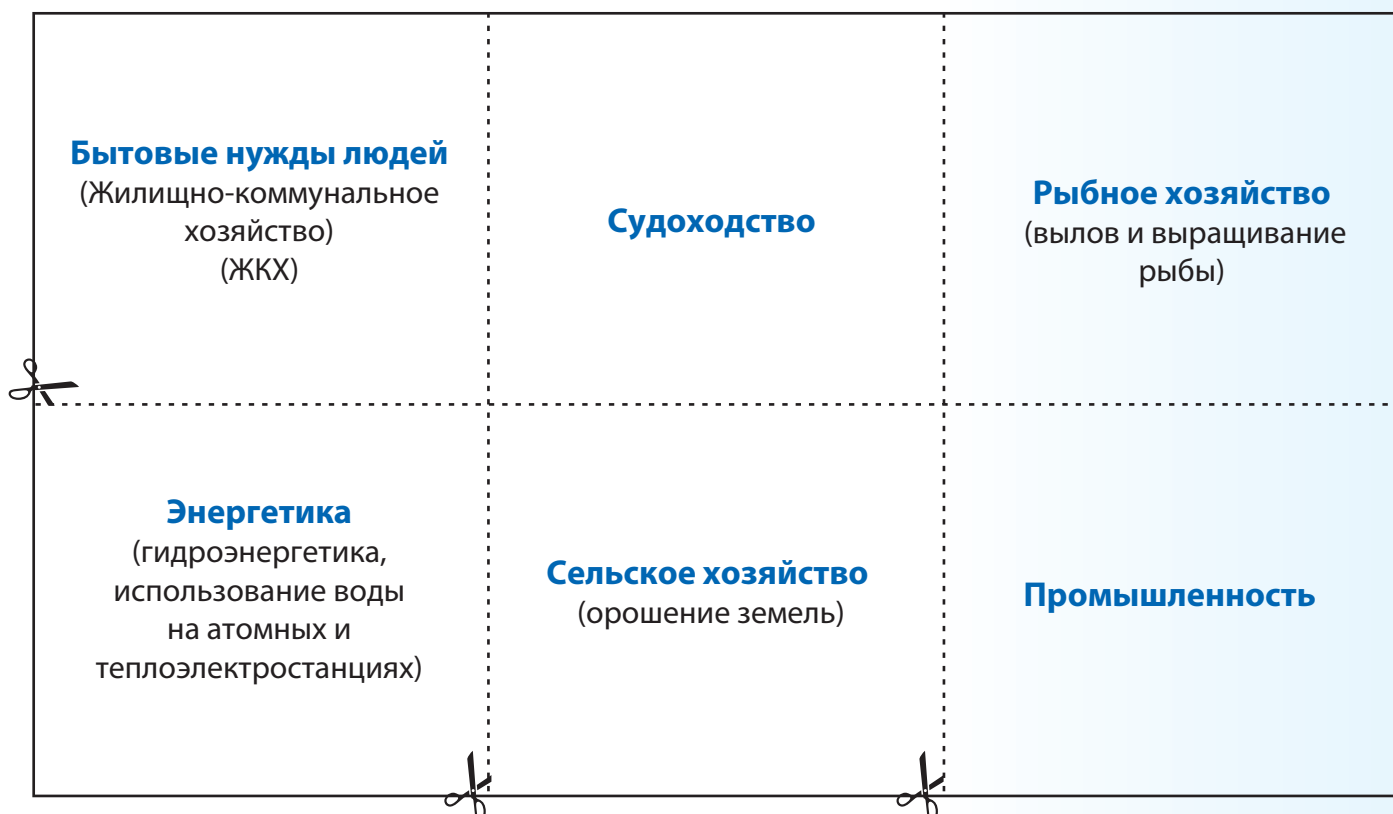 Бытовые нужды людей
(Жилищно-коммунальное
хозяйство)
(ЖКХ)
Судоходство
Рыбное хозяйство
(вылов и выращивание
рыбы)
Энергетика
(гидроэнергетика,
использование воды
на атомных и
теплоэлектростанциях)
Сельское хозяйство
(орошение земель)
Промышленность